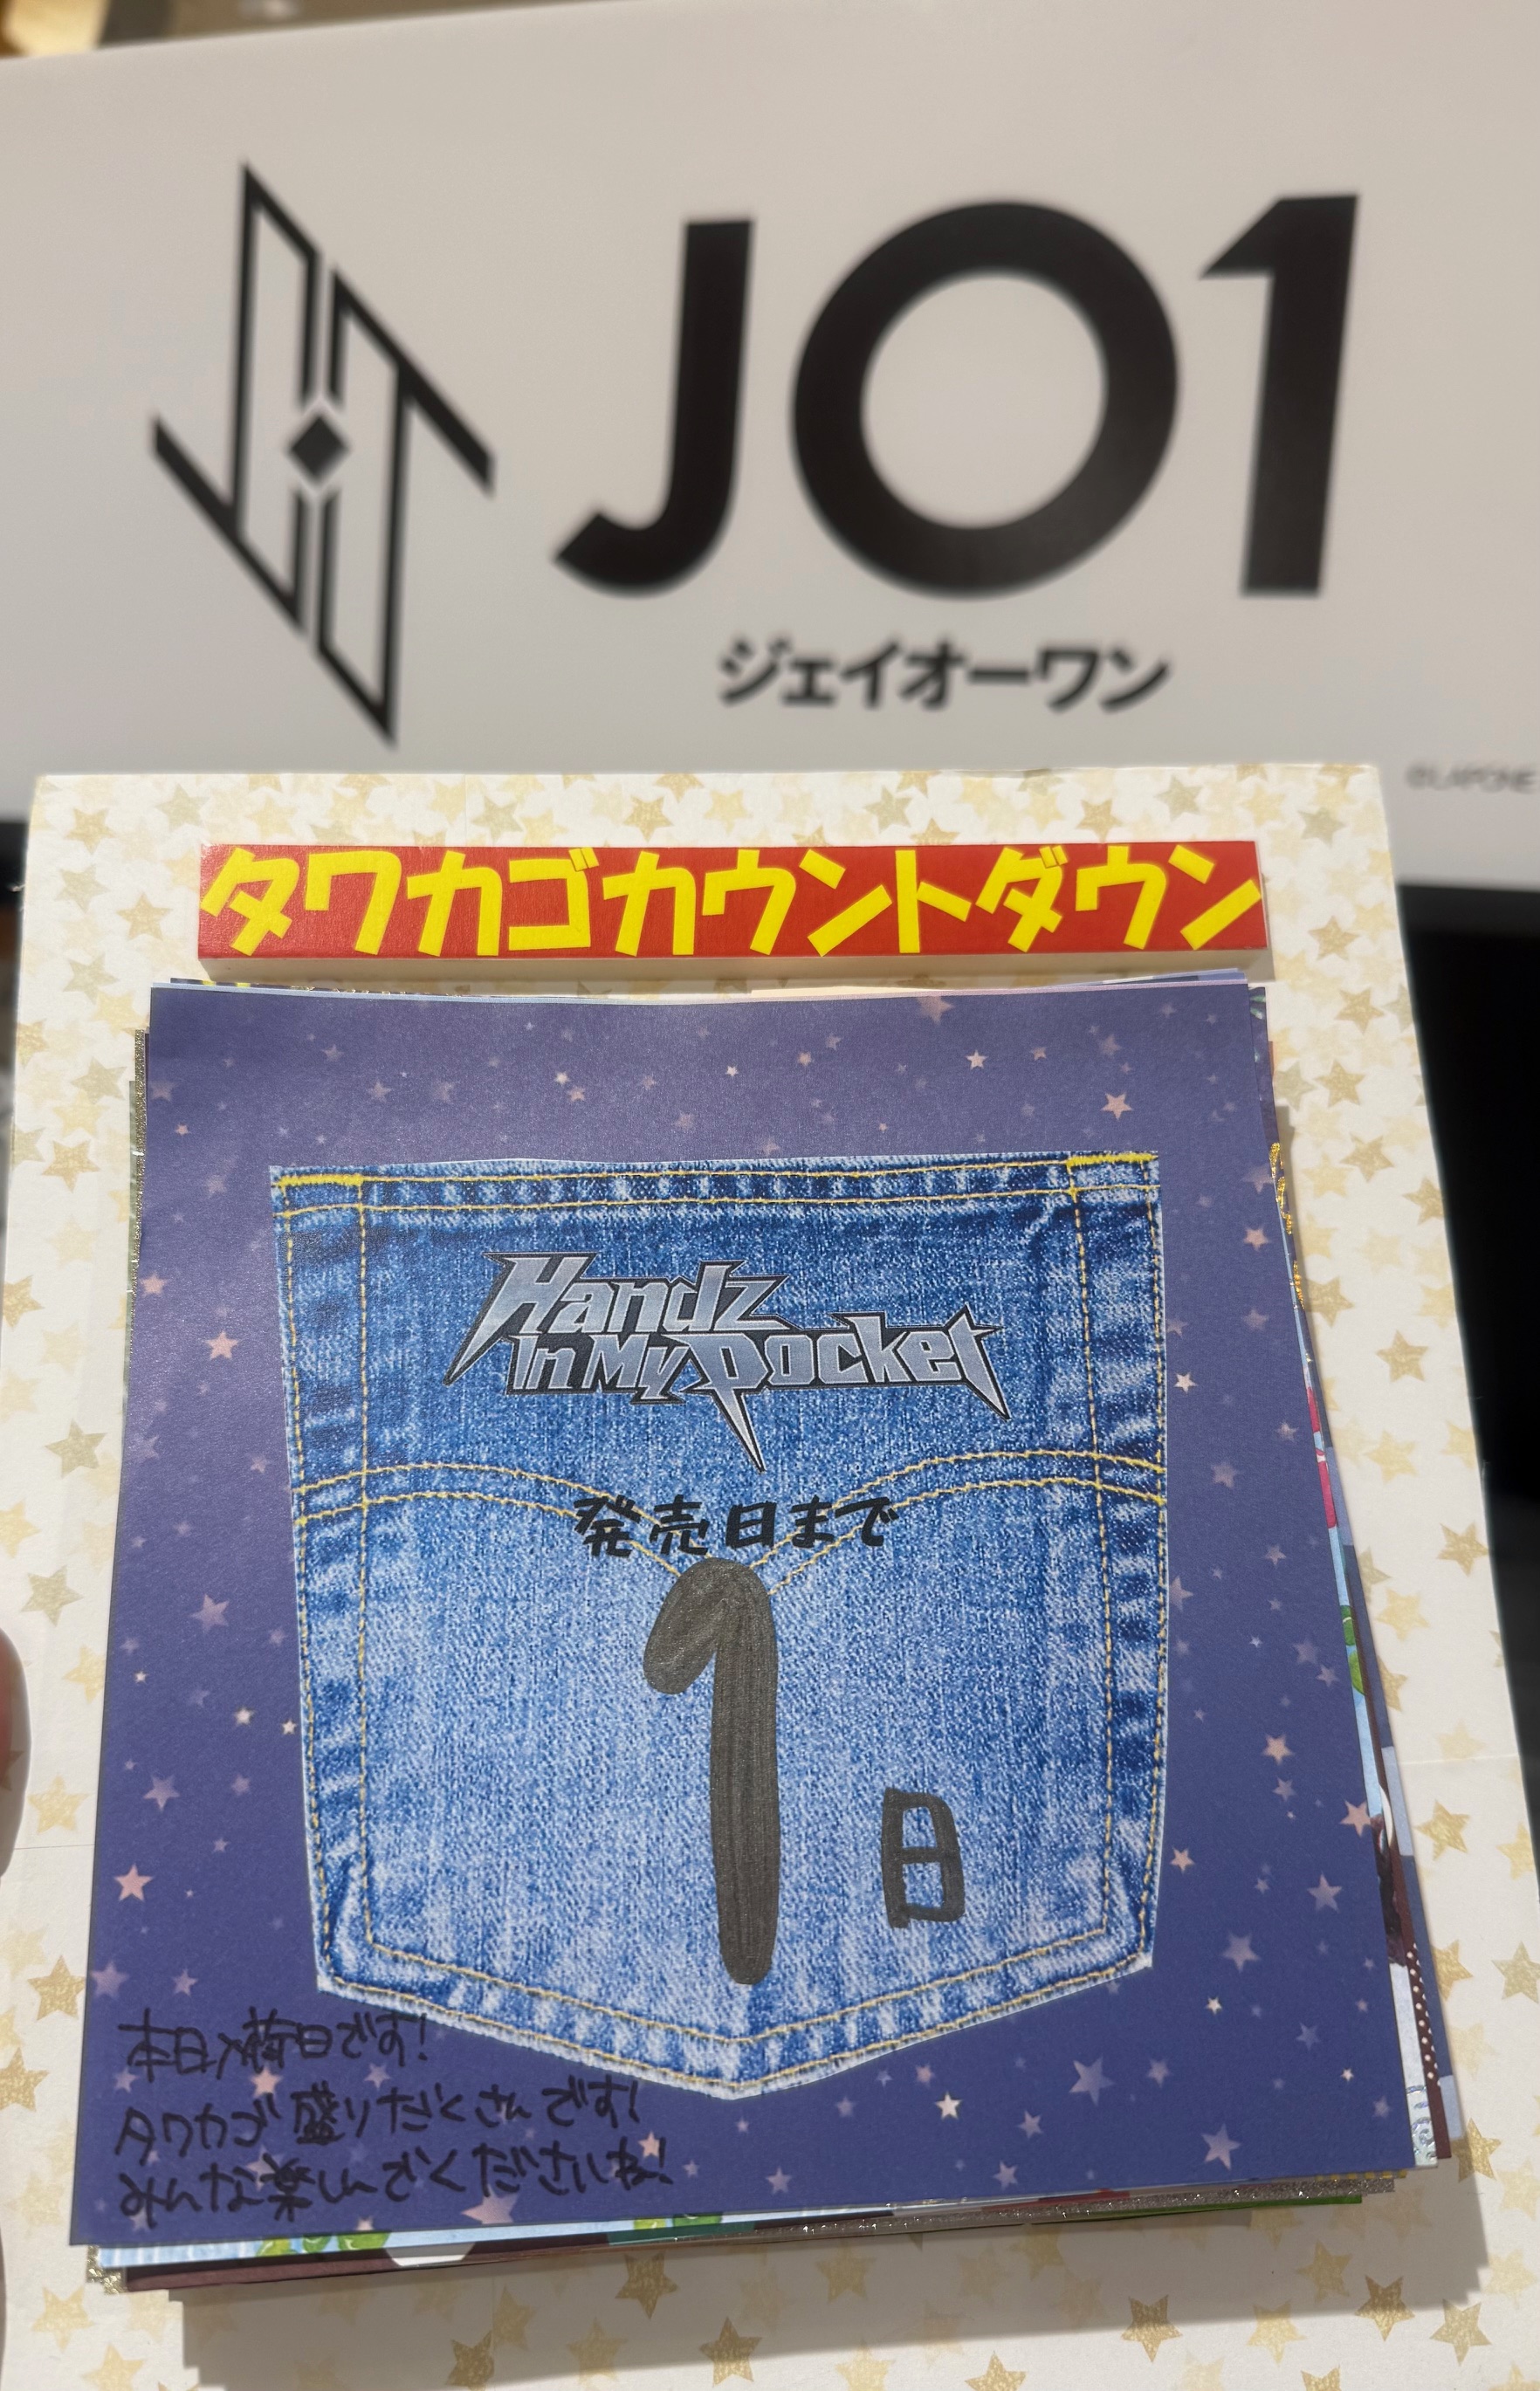 JO1
ジェイオーワン
©LAPONE
タワカゴカウントダウン
Handz
In My Pocket
発売日まで
1日
本日入荷日です!
タワカゴ盛りだくさんです!
みんな楽しんでくださいね!